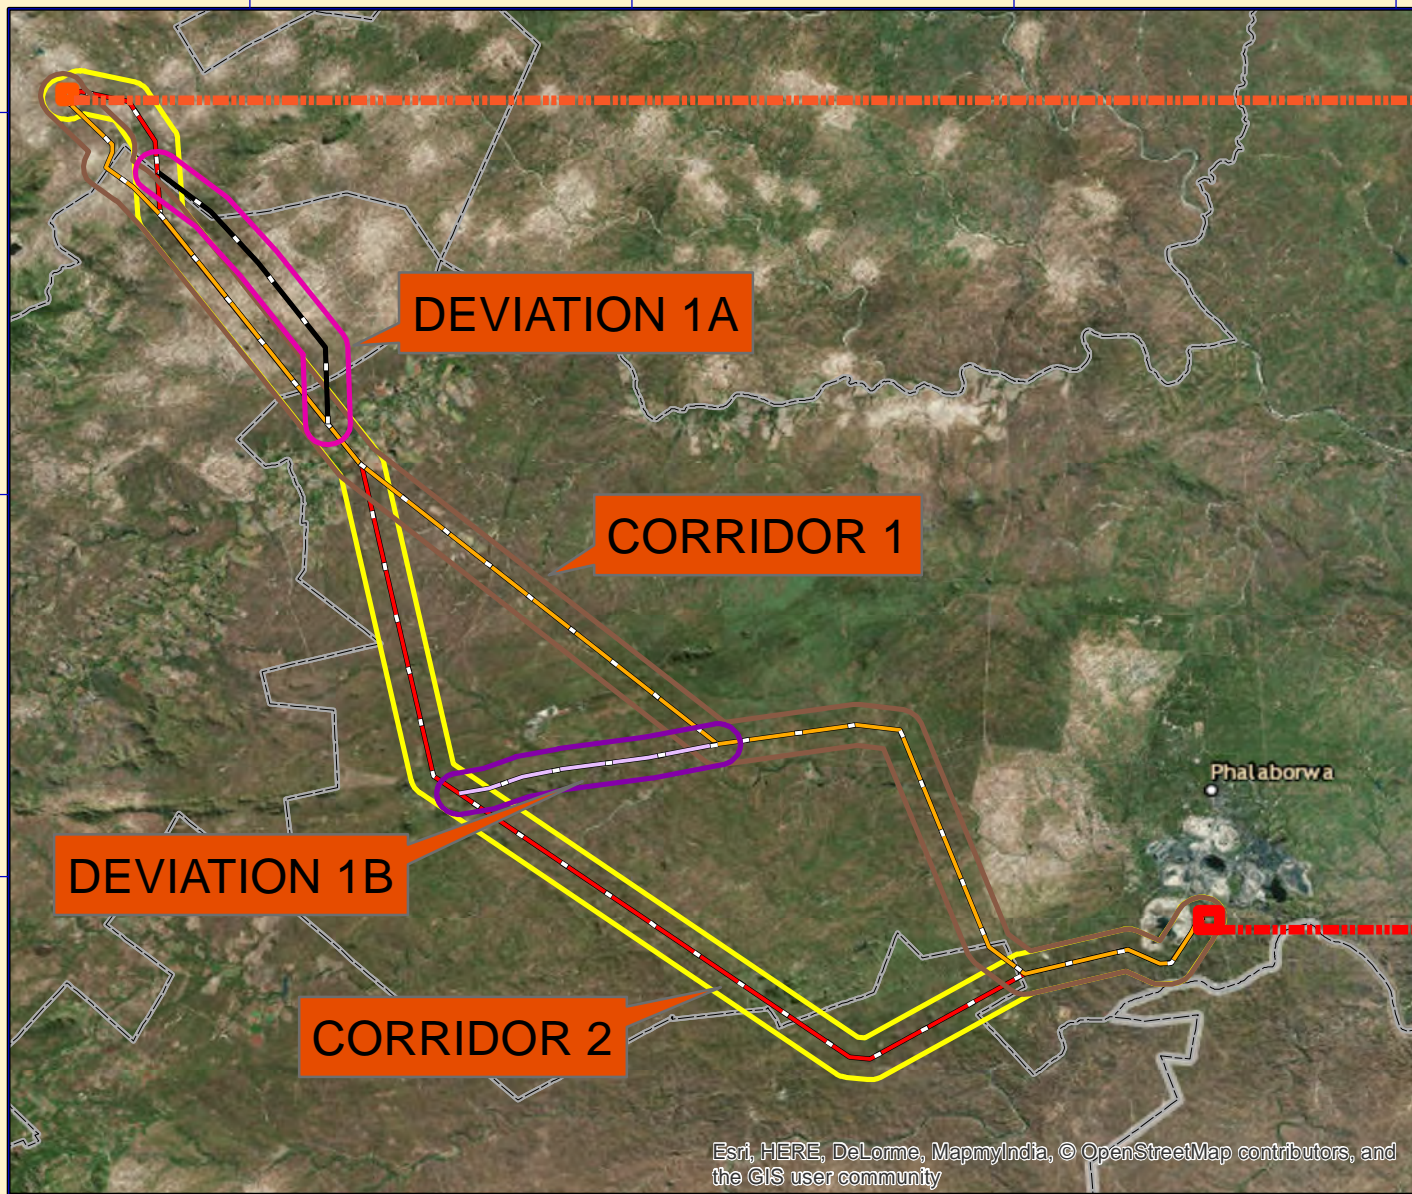 DEVIATION 1A
CORRIDOR 1
Phalaborwa
DEVIATION 1B
CORRIDOR 2
Esri, HERE, DeLorme, MapmyIndia, © OpenStreetMap contributors, and
the GIS user community